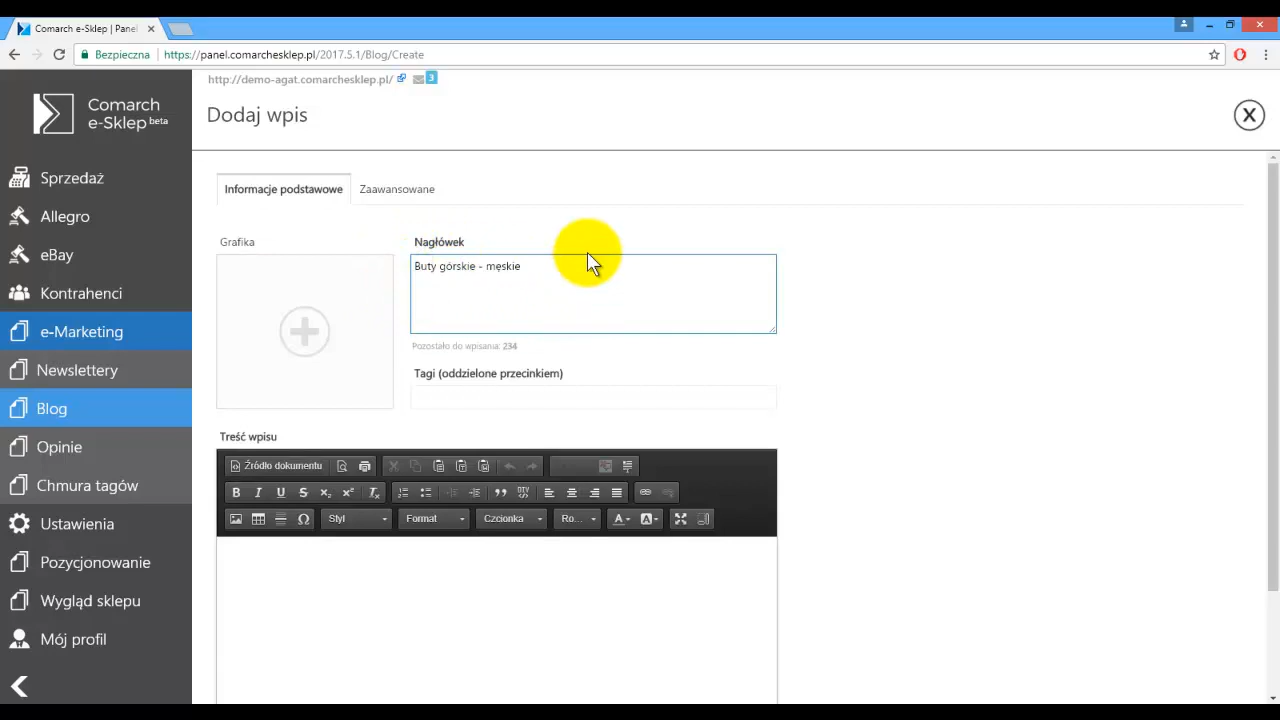 Comarch e-Sklep | Panel
Bezpieczna https://panel.comarchesklep.pl/2017.5.1/Blog/Create
http://demo-agat.comarchesklep.pl/ 3
Comarch
e-Sklep beta
Dodaj wpis
X
Sprzedaż
Allegro
eBay
Kontrahenci
e-Marketing
Newslettery
Blog
Opinie
Chmura tagów
Ustawienia
Pozycjonowanie
Wygląd sklepu
Mój profil
Informacje podstawowe Zaawansowane
Grafika Nagłówek
Buty górskie - męskie
Pozostało do wpisania: 234
Tagi (oddzielone przecinkiem)
Treść wpisu
Źródło dokumentu
Styl Format Czcionka Ro...